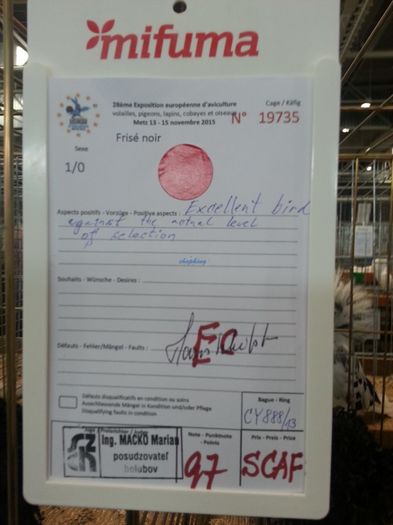 mifuma
28ème Exposition européenne d'aviculture
volailles, pigeons, lapins, cobayes et oiseaux
Metz 13 - 15 novembre 2015
Cage / Käfig
N° 19735
Frisé noir
Sexe
1/0
Aspects positifs - Vorzüge - Positive aspects : Excellent bird
against the actual level
of selection
Souhaits - Wünsche - Desires :
Défauts - Fehler/Mängel - Faults :
EC
Défauts disqualificatifs en condition ou soins
Ausschliessende Mängel in Kondition und/oder Pflege
Disqualifying faults in condition
Bague - Ring
CY888/13
Ing. MACKO Marian
posudzovateľ
holubov
Note - Punktnote
- Points
97
Prix - Preis - Price
SCAF